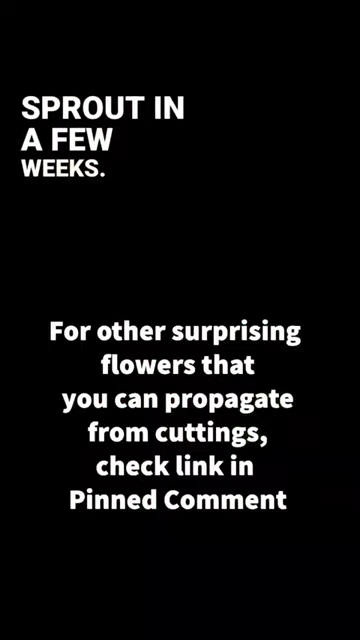 SPROUT IN
A FEW
WEEKS.
For other surprising
flowers that
you can propagate
from cuttings,
check link in
Pinned Comment